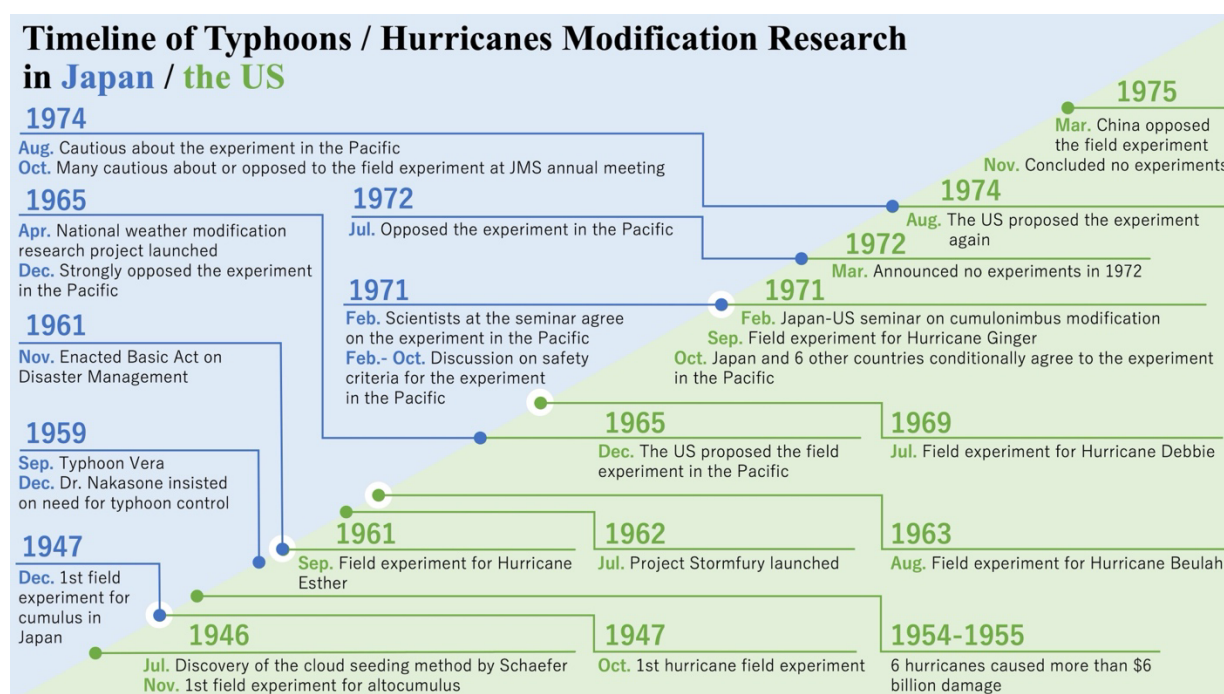 Timeline of Typhoons / Hurricanes Modification Research
in Japan / the US
1974
Aug. Cautious about the experiment in the Pacific
Oct. Many cautious about or opposed to the field experiment at JMS annual meeting
1965
Apr. National weather modification
research project launched
Dec. Strongly opposed the experiment
in the Pacific
1972
Jul. Opposed the experiment in the Pacific
1971
Feb. Scientists at the seminar agree
on the experiment in the Pacific
Feb.- Oct. Discussion on safety
criteria for the experiment
in the Pacific
1961
Nov. Enacted Basic Act on
Disaster Management
1959
Sep. Typhoon Vera
Dec. Dr. Nakasone insisted
on need for typhoon control
1947
Dec. 1st field
experiment for
cumulus in
Japan
1975
Mar. China opposed
the field experiment
Nov. Concluded no experiments
1974
Aug. The US proposed the experiment
again
1972
Mar. Announced no experiments in 1972
1971
Feb. Japan-US seminar on cumulonimbus modification
Sep. Field experiment for Hurricane Ginger
Oct. Japan and 6 other countries conditionally agree to the experiment
in the Pacific
1965
Dec. The US proposed the field
experiment in the Pacific
1969
Jul. Field experiment for Hurricane Debbie
1961
Sep. Field experiment for Hurricane
Esther
1962
Jul. Project Stormfury launched
1963
Aug. Field experiment for Hurricane Beulah
1946
Jul. Discovery of the cloud seeding method by Schaefer
Nov. 1st field experiment for altocumulus
1947
Oct. 1st hurricane field experiment
1954-1955
6 hurricanes caused more than $6
billion damage